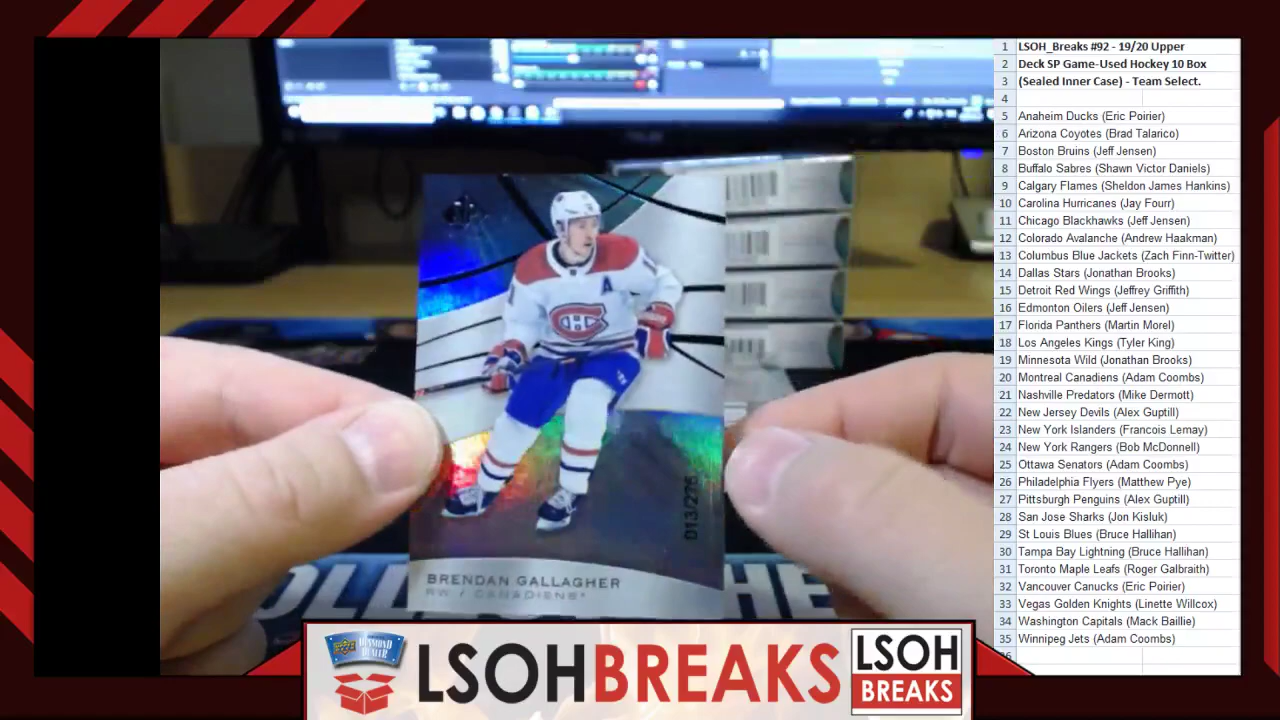 1 LSOH_Breaks #92 - 19/20 Upper
2 Deck SP Game-Used Hockey 10 Box
3 (Sealed Inner Case) - Team Select.
4
5 Anaheim Ducks (Eric Poirier)
6 Arizona Coyotes (Brad Talarico)
7 Boston Bruins (Jeff Jensen)
8 Buffalo Sabres (Shawn Victor Daniels)
9 Calgary Flames (Sheldon James Hankins)
10 Carolina Hurricanes (Jay Fourr)
11 Chicago Blackhawks (Jeff Jensen)
12 Colorado Avalanche (Andrew Haakman)
13 Columbus Blue Jackets (Zach Finn-Twitter)
14 Dallas Stars (Jonathan Brooks)
15 Detroit Red Wings (Jeffrey Griffith)
16 Edmonton Oilers (Jeff Jensen)
17 Florida Panthers (Martin Morel)
18 Los Angeles Kings (Tyler King)
19 Minnesota Wild (Jonathan Brooks)
20 Montreal Canadiens (Adam Coombs)
21 Nashville Predators (Mike Dermott)
22 New Jersey Devils (Alex Guptill)
23 New York Islanders (Francois Lemay)
24 New York Rangers (Bob McDonnell)
25 Ottawa Senators (Adam Coombs)
26 Philadelphia Flyers (Matthew Pye)
27 Pittsburgh Penguins (Alex Guptill)
28 San Jose Sharks (Jon Kisluk)
29 St Louis Blues (Bruce Hallihan)
30 Tampa Bay Lightning (Bruce Hallihan)
31 Toronto Maple Leafs (Roger Galbraith)
32 Vancouver Canucks (Eric Poirier)
33 Vegas Golden Knights (Linette Willcox)
34 Washington Capitals (Mack Baillie)
35 Winnipeg Jets (Adam Coombs)
SP
A
CH
BRENDAN GALLAGHER
RW / CANADIENS
UPPER DECK
DIAMOND
DEALER
LSOHBREAKS
LSOH
BREAKS